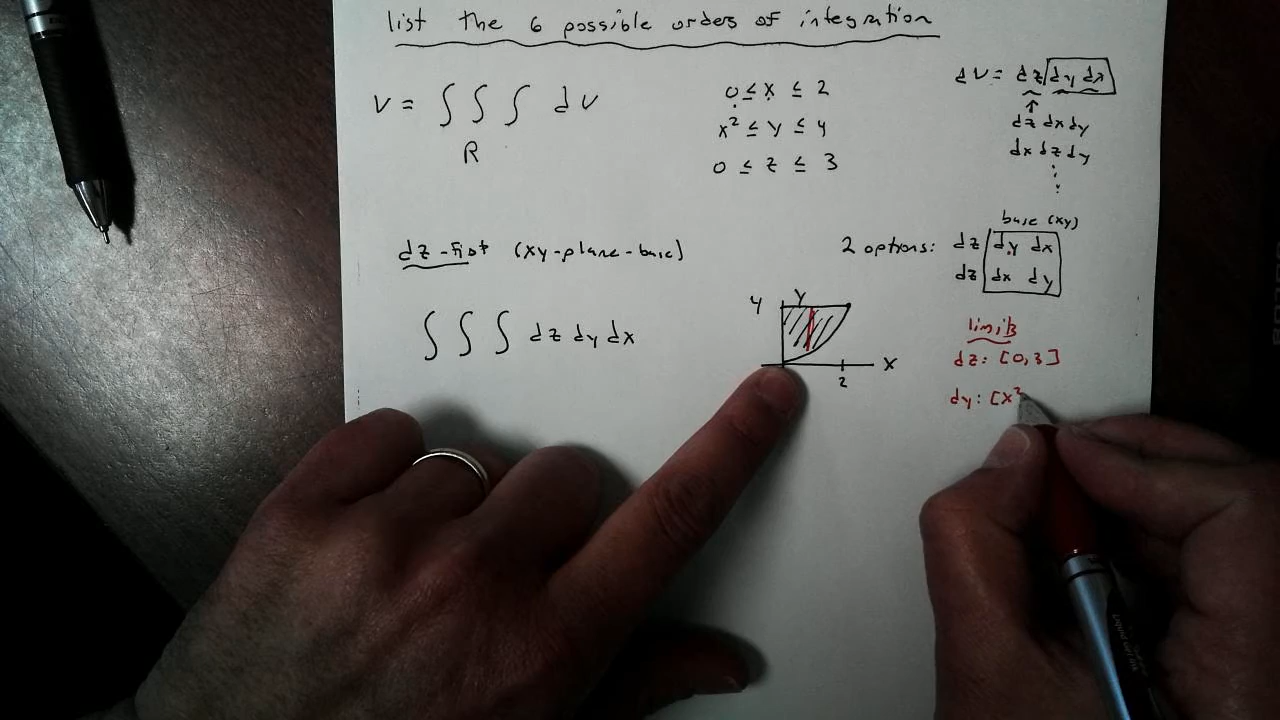 list the 6 possible orders of integration
V = ∫ ∫ ∫ dV
R
0 ≤ x ≤ 2
x² ≤ y ≤ 4
0 ≤ z ≤ 3
dV = dz dy dx
↑
dz dx dy
dx dz dy
⋮
dz-first (xy-plane-base)
∫ ∫ ∫ dz dy dx
4
y
x
2
2 options:
base (xy)
dz dy dx
dz dx dy
limits
dz: [0,3]
dy: [x²